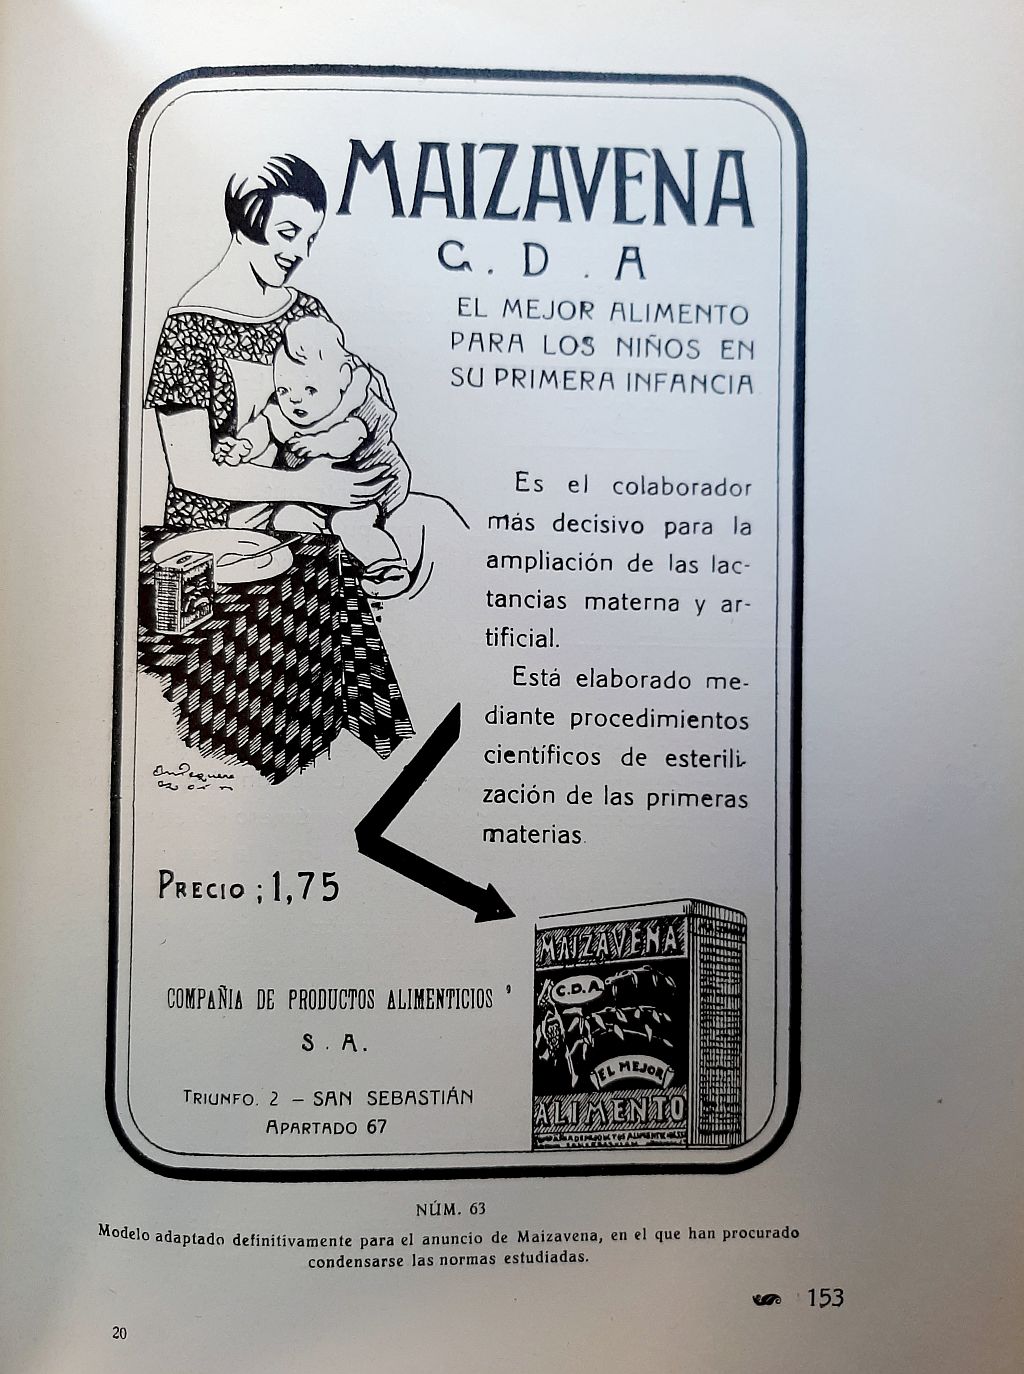 MAIZAVENA
C. D. A
EL MEJOR ALIMENTO
PARA LOS NIÑOS EN
SU PRIMERA INFANCIA
Es el colaborador
más decisivo para la
ampliación de las lac-
tancias materna y ar-
tificial.
Está elaborado me-
diante procedimientos
científicos de esterili-
zación de las primeras
materias.
PRECIO ; 1,75
COMPAÑIA DE PRODUCTOS ALIMENTICIOS
S. A.
TRIUNFO. 2 – SAN SEBASTIÁN
APARTADO 67
MAIZAVENA
C.D.A.
EL MEJOR
ALIMENTO
NÚM. 63
Modelo adaptado definitivamente para el anuncio de Maizavena, en el que han procurado
condensarse las normas estudiadas.
153
20